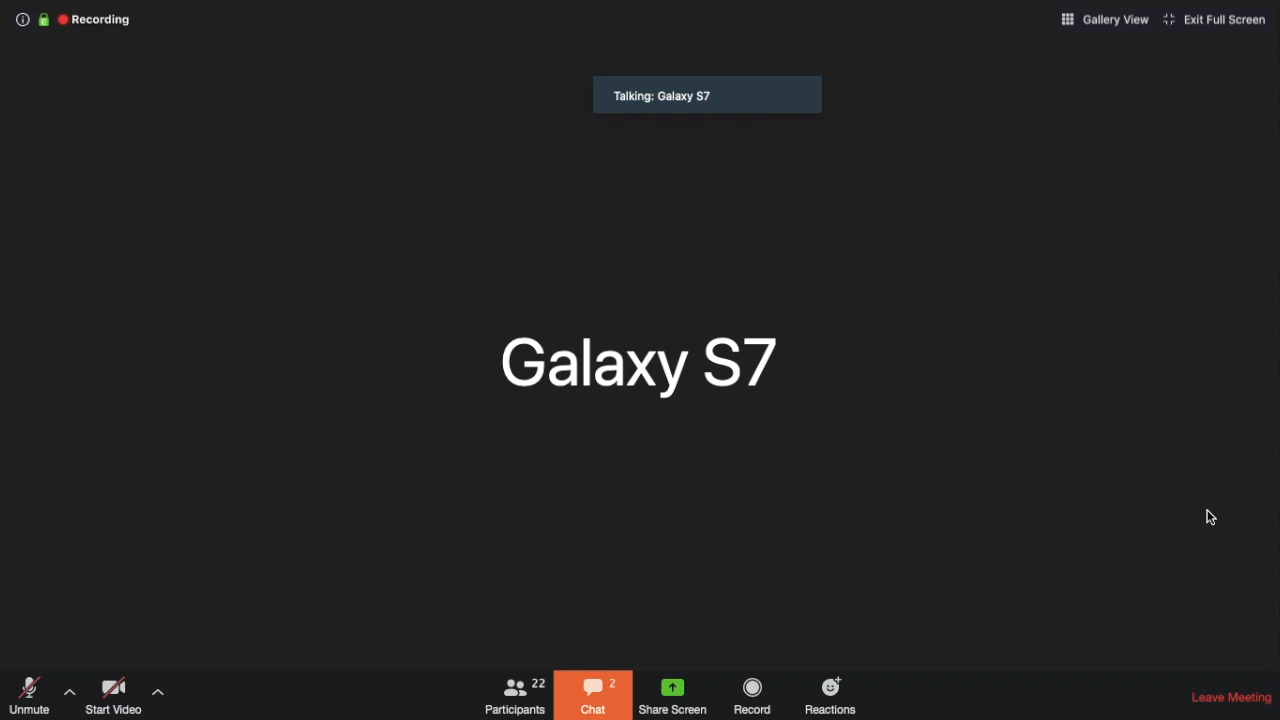 Recording
Gallery View Exit Full Screen
Talking: Galaxy S7
Galaxy S7
22 2
Unmute Start Video Participants Chat Share Screen Record Reactions Leave Meeting